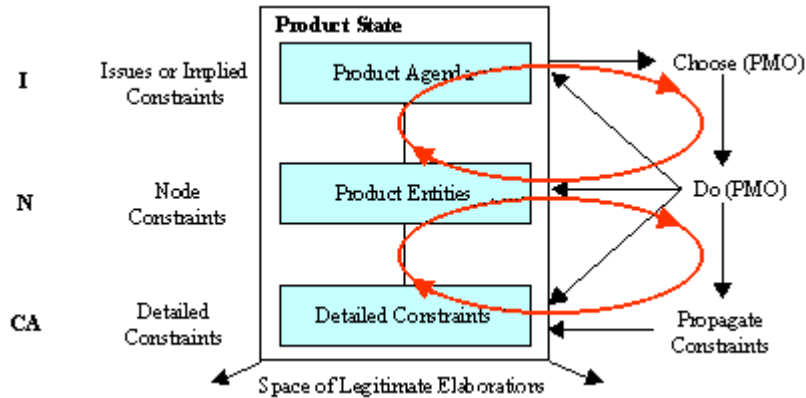 Product State
I
Issues or Implied
Constraints
Product Agenda
Choose (PMO)
N
Node
Constraints
Product Entities
Do (PMO)
CA
Detailed
Constraints
Detailed Constraints
Propagate
Constraints
Space of Legitimate Elaborations